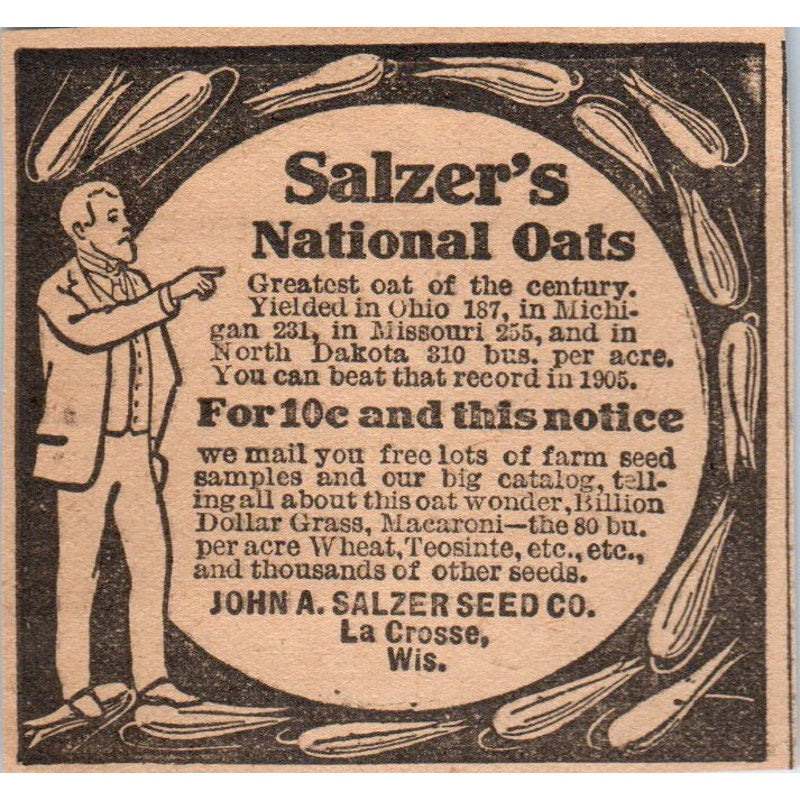 Salzer's
National Oats
Greatest oat of the century.
Yielded in Ohio 187, in Michi-
gan 231, in Missouri 255, and in
North Dakota 310 bus. per acre.
You can beat that record in 1905.
For 10c and this notice
we mail you free lots of farm seed
samples and our big catalog, tell-
ing all about this oat wonder, Billion
Dollar Grass, Macaroni—the 80 bu.
per acre Wheat, Teosinte, etc., etc.,
and thousands of other seeds.
JOHN A. SALZER SEED CO.
La Crosse,
Wis.